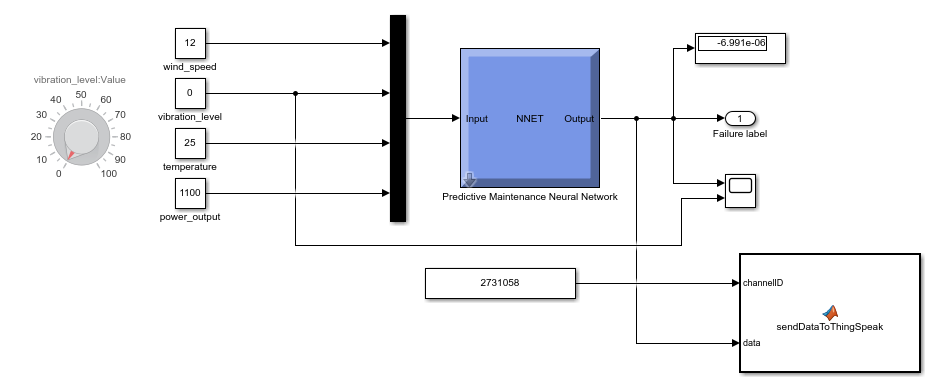 12
wind_speed
-6.991e-06
vibration_level:Value
0
10
20
30
40
50
60
70
80
90
100
0
vibration_level
25
temperature
1100
power_output
Input
NNET
Output
Predictive Maintenance Neural Network
1
Failure label
2731058
channelID
sendDataToThingSpeak
data